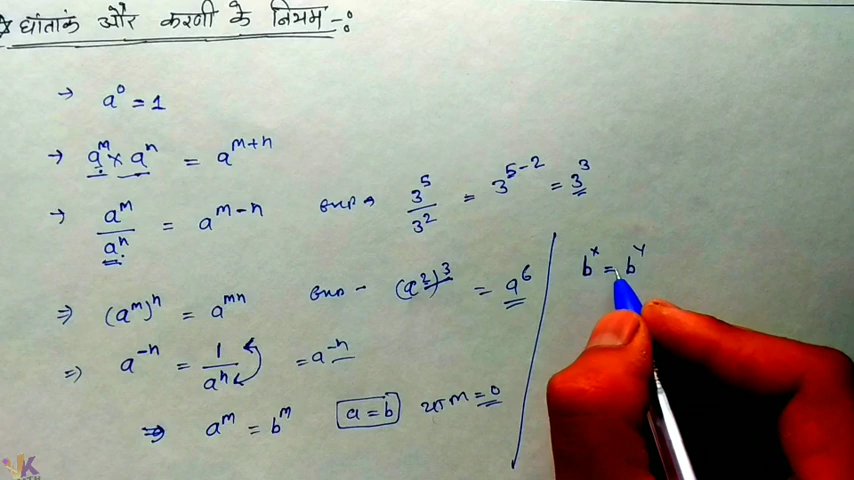 घांताकं और करणी के नियम -:
→ a⁰ = 1
→ aᵐ × aⁿ = aᵐ⁺ⁿ
→ aᵐ/aⁿ = aᵐ⁻ⁿ 3⁵/3² = 3⁵⁻² = 3³
⇒ (aᵐ)ⁿ = aᵐⁿ (a²)³ = a⁶
⇒ a⁻ⁿ = 1/aⁿ = a⁻ⁿ
⇒ aᵐ = bᵐ a = b या m = 0
bˣ = bʸ